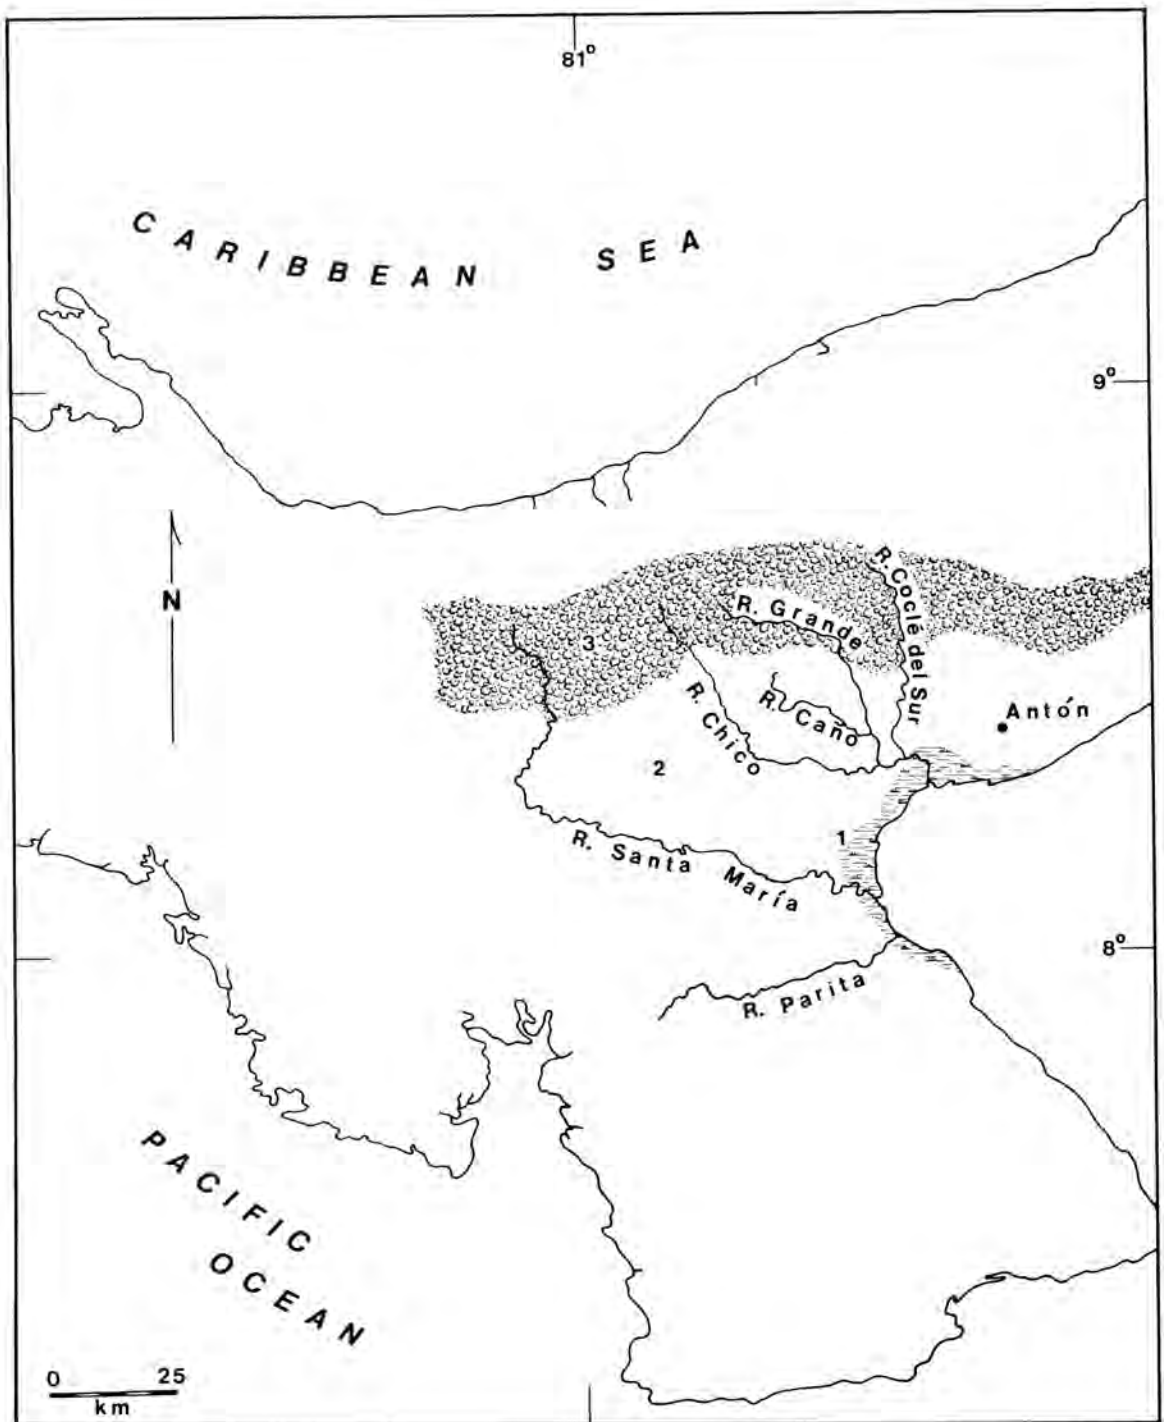 81°
CARIBBEAN SEA
9°
N
R. Coclé del Sur
R. Grande
3
R. Chico
R. Caño
Antón
2
1
R. Santa María
8°
R. Parita
PACIFIC
OCEAN
0 25
km